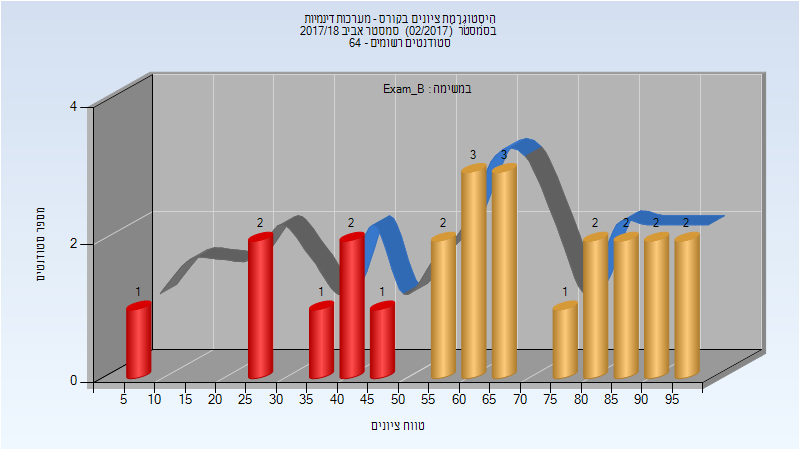 היסטוגרמת ציונים בקורס - מערכות דינמיות
בסמסטר (02/2017) סמסטר אביב 2017/18
סטודנטים רשומים - 64
במשימה : Exam_B
מספר סטודנטים
4
2
0
1
2
1
2
1
2
3
3
1
2
2
2
2
5 10 15 20 25 30 35 40 45 50 55 60 65 70 75 80 85 90 95
טווח ציונים